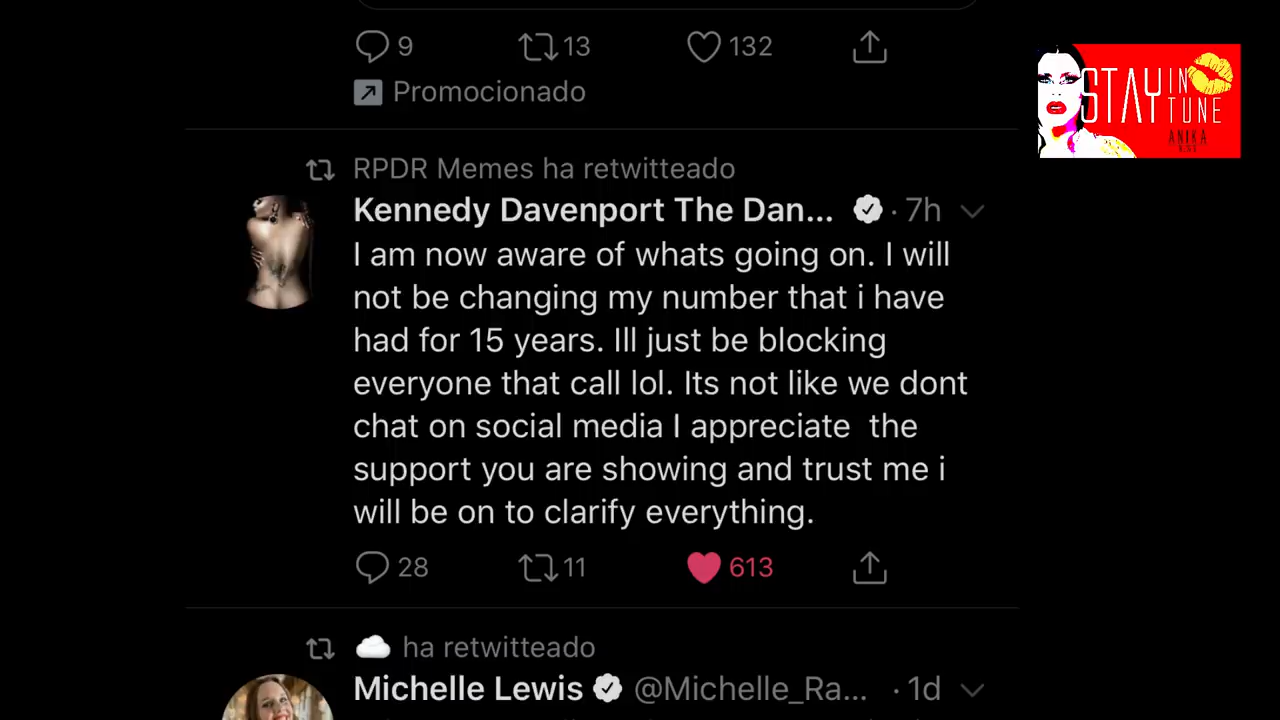 9 13 132
Promocionado
STAY IN TUNE
ANIKA
RPDR Memes ha retwitteado
Kennedy Davenport The Dan... · 7h
I am now aware of whats going on. I will
not be changing my number that i have
had for 15 years. Ill just be blocking
everyone that call lol. Its not like we dont
chat on social media I appreciate  the
support you are showing and trust me i
will be on to clarify everything.
28 11 613
ha retwitteado
Michelle Lewis @Michelle_Ra... · 1d